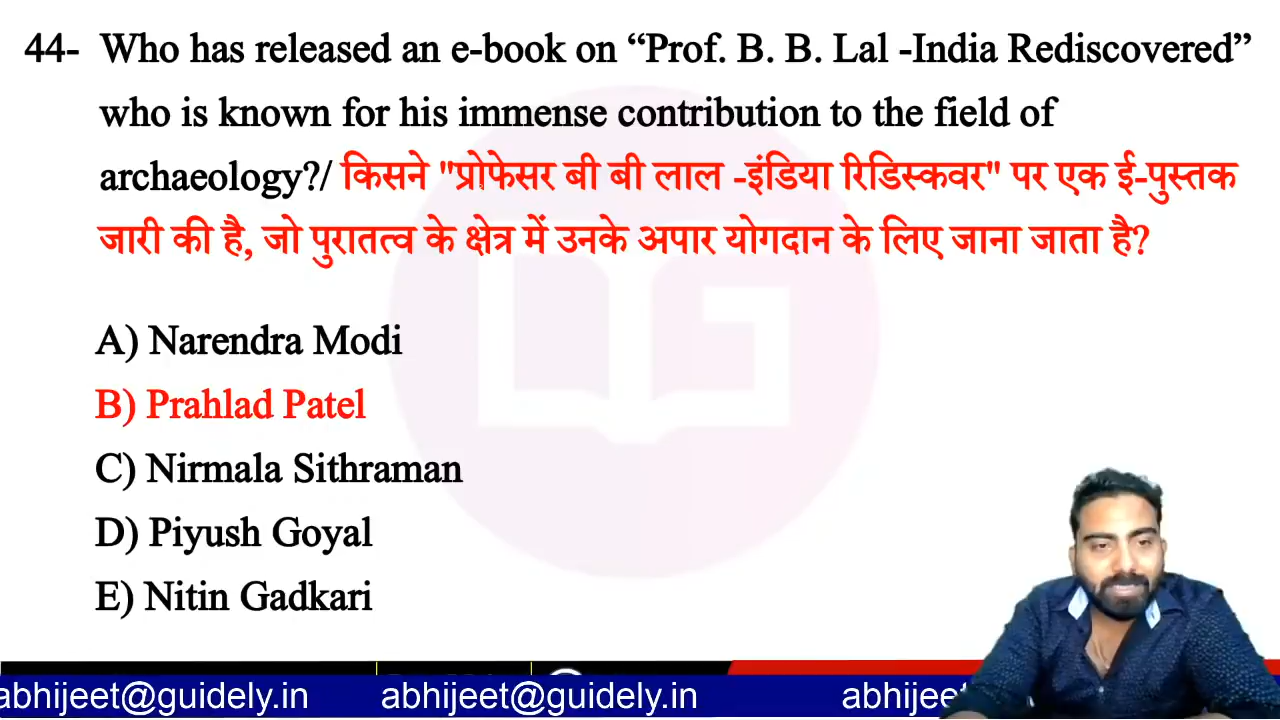 44- Who has released an e-book on “Prof. B. B. Lal -India Rediscovered”
who is known for his immense contribution to the field of
archaeology?/ किसने "प्रोफेसर बी बी लाल -इंडिया रिडिस्कवर" पर एक ई-पुस्तक
जारी की है, जो पुरातत्व के क्षेत्र में उनके अपार योगदान के लिए जाना जाता है?
A) Narendra Modi
B) Prahlad Patel
C) Nirmala Sithraman
D) Piyush Goyal
E) Nitin Gadkari
abhijeet@guidely.in abhijeet@guidely.in abhijeet